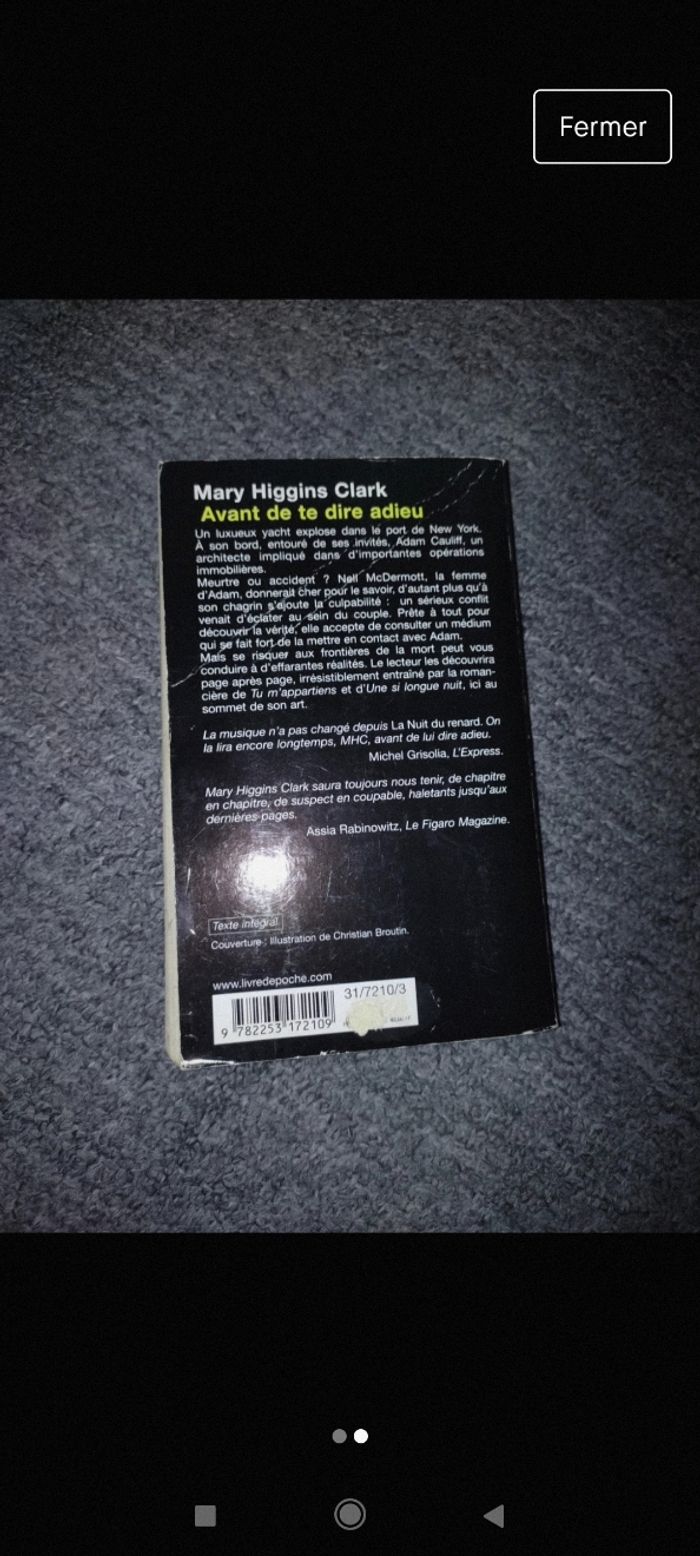 Fermer
Mary Higgins Clark
Avant de te dire adieu
Un luxueux yacht explose dans le port de New York.
À son bord, entouré de ses invités, Adam Cauliff, un
architecte impliqué dans d'importantes opérations
immobilières.
Meurtre ou accident ? Nell McDermott, la femme
d'Adam, donnerait cher pour le savoir, d'autant plus qu'à
son chagrin s'ajoute la culpabilité : un sérieux conflit
venait d'éclater au sein du couple. Prête à tout pour
découvrir la vérité, elle accepte de consulter un médium
qui se fait fort de la mettre en contact avec Adam.
Mais se risquer aux frontières de la mort peut vous
conduire à d'effarantes réalités. Le lecteur les découvrira
page après page, irrésistiblement entraîné par la roman-
cière de Tu m'appartiens et d'Une si longue nuit, ici au
sommet de son art.
La musique n'a pas changé depuis La Nuit du renard. On
la lira encore longtemps, MHC, avant de lui dire adieu.
Michel Grisolia, L'Express.
Mary Higgins Clark saura toujours nous tenir, de chapitre
en chapitre, de suspect en coupable, haletants jusqu'aux
dernières pages.
Assia Rabinowitz, Le Figaro Magazine.
Texte intégral
Couverture : Illustration de Christian Broutin.
www.livredepoche.com
31/7210/3
9 782253 172109